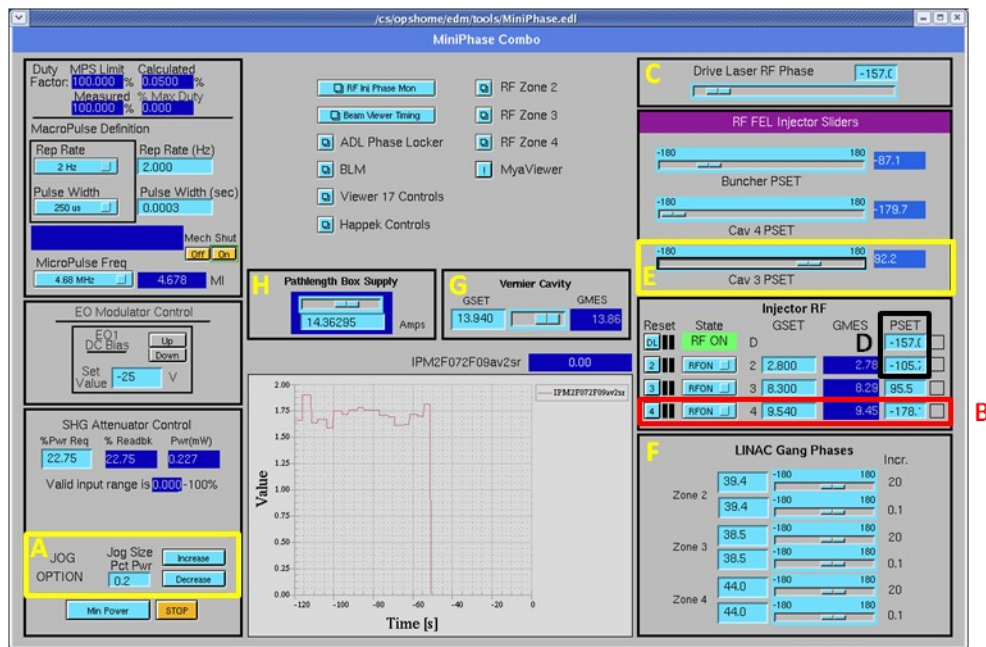 /cs/opshome/edm/tools/MiniPhase.edl
MiniPhase Combo
Duty MPS Limit Calculated
Factor: 100.000 % 0.0500 %
Measured % Max Duty
100.000 % 0.000
MacroPulse Definition
Rep Rate Rep Rate (Hz)
2 Hz 2.000
Pulse Width Pulse Width (sec)
250 us 0.0003
Mech Shut
Off On
MicroPulse Freq
4.68 MHz 4.678 MI
EO Modulator Control
EO1
DC Bias Up
Down
Set
Value -25 V
SHG Attenuator Control
%Pwr Req % Readbk Pwr(mW)
22.75 22.75 0.227
Valid input range is 0.000 -100%
A
JOG Jog Size Increase
OPTION Pct Pwr
0.2 Decrease
Min Power STOP
RF Inj Phase Mon RF Zone 2
Beam Viewer Timing RF Zone 3
ADL Phase Locker RF Zone 4
BLM MyaViewer
Viewer 17 Controls
Happek Controls
H Pathlength Box Supply
14.36295 Amps
G Vernier Cavity
GSET GMES
13.940 13.86
IPM2F072F09av2sr 0.00
IPM2F072F09av2sr
2.00
1.75
1.50
1.25
1.00
0.75
0.50
0.25
0.00
Value
-120 -100 -80 -60 -40 -20 0
Time [s]
C Drive Laser RF Phase -157.(
RF FEL Injector Sliders
-180 180 -87.1
Buncher PSET
-180 180 -179.7
Cav 4 PSET
E -180 180 92.2
Cav 3 PSET
Injector RF
Reset State GSET GMES PSET
DL RF ON D D -157.(
2 RFON 2 2.800 2.78 -105.
3 RFON 3 8.300 8.29 95.5
4 RFON 4 9.540 9.45 -178.
B
F LINAC Gang Phases Incr.
Zone 2
39.4 -180 180 20
39.4 -180 180 0.1
Zone 3
38.5 -180 180 20
38.5 -180 180 0.1
Zone 4
44.0 -180 180 20
44.0 -180 180 0.1